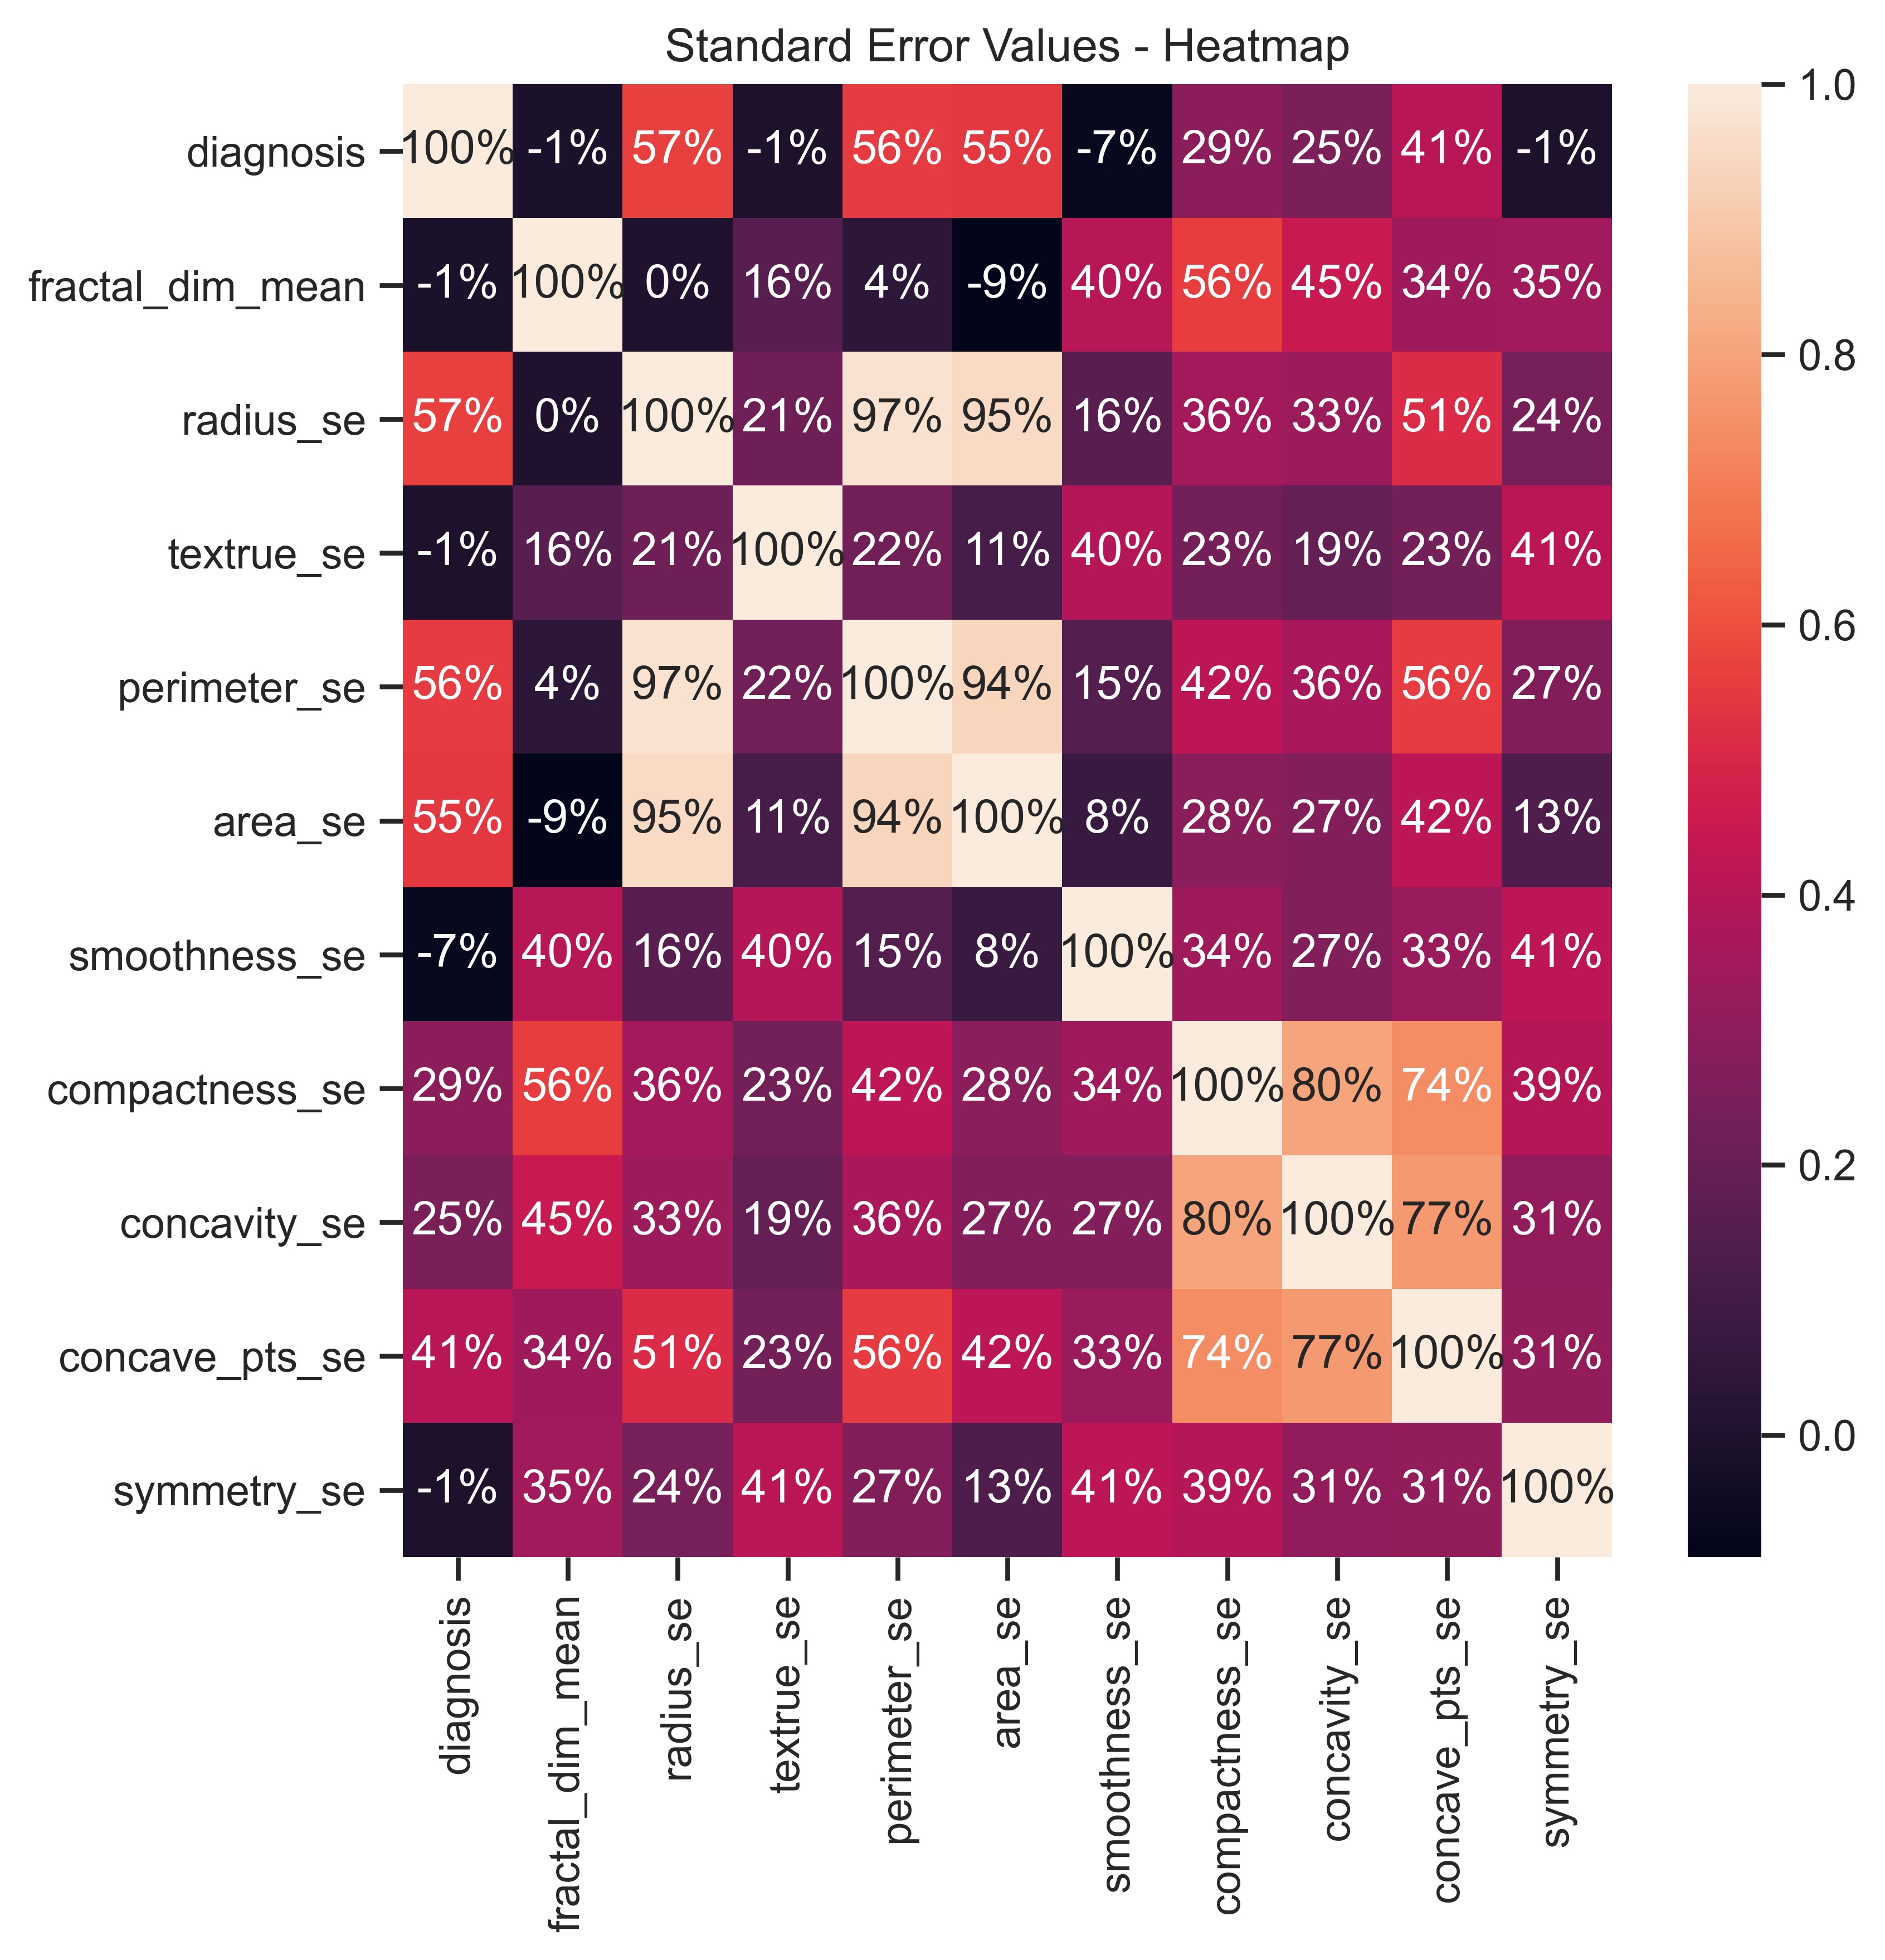 Standard Error Values - Heatmap
diagnosis 100% -1% 57% -1% 56% 55% -7% 29% 25% 41% -1%
fractal_dim_mean -1% 100% 0% 16% 4% -9% 40% 56% 45% 34% 35%
radius_se 57% 0% 100% 21% 97% 95% 16% 36% 33% 51% 24%
textrue_se -1% 16% 21% 100% 22% 11% 40% 23% 19% 23% 41%
perimeter_se 56% 4% 97% 22% 100% 94% 15% 42% 36% 56% 27%
area_se 55% -9% 95% 11% 94% 100% 8% 28% 27% 42% 13%
smoothness_se -7% 40% 16% 40% 15% 8% 100% 34% 27% 33% 41%
compactness_se 29% 56% 36% 23% 42% 28% 34% 100% 80% 74% 39%
concavity_se 25% 45% 33% 19% 36% 27% 27% 80% 100% 77% 31%
concave_pts_se 41% 34% 51% 23% 56% 42% 33% 74% 77% 100% 31%
symmetry_se -1% 35% 24% 41% 27% 13% 41% 39% 31% 31% 100%
diagnosis
fractal_dim_mean
radius_se
textrue_se
perimeter_se
area_se
smoothness_se
compactness_se
concavity_se
concave_pts_se
symmetry_se
1.0
0.8
0.6
0.4
0.2
0.0